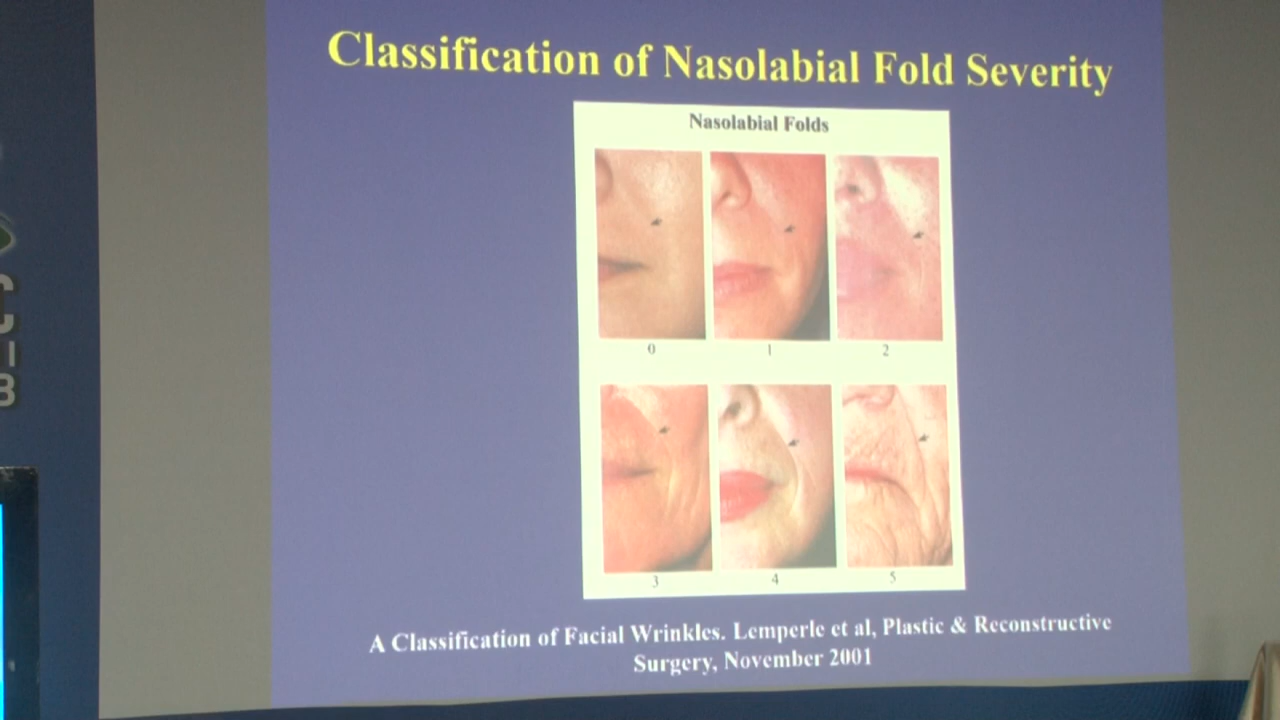 Classification of Nasolabial Fold Severity
Nasolabial Folds
0
1
2
3
4
5
A Classification of Facial Wrinkles. Lemperle et al, Plastic & Reconstructive
Surgery, November 2001
C
I
B